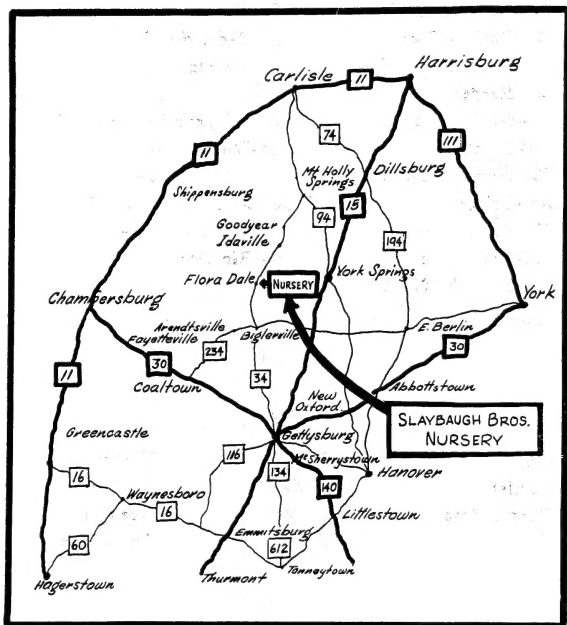 Harrisburg
Carlisle
11
11
74
111
Mt Holly
Springs
Dillsburg
Shippensburg
15
Goodyear
Idaville
94
194
Flora Dale
NURSERY
York Springs
Chambersburg
York
Arendtsville
Fayetteville
Biglerville
E. Berlin
234
30
30
Coaltown
34
Abbottstown
11
New
Oxford
SLAYBAUGH BROS.
NURSERY
Greencastle
Gettysburg
116
McSherrystown
134
Hanover
16
140
Waynesboro
16
Littlestown
Emmitsburg
60
612
Hagerstown
Thurmont
Tonneytown